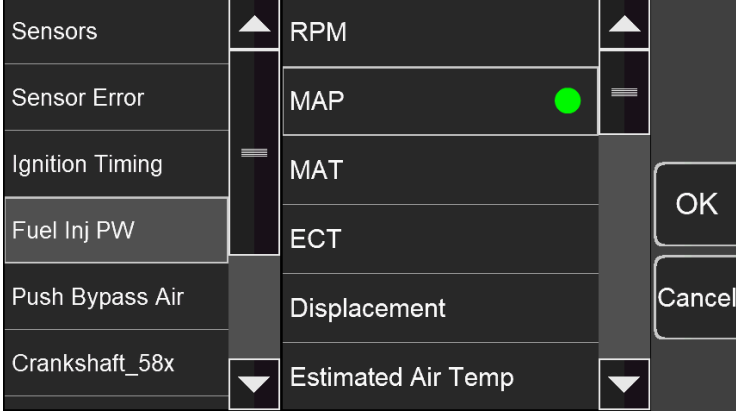 Sensors
Sensor Error
Ignition Timing
Fuel Inj PW
Push Bypass Air
Crankshaft_58x
RPM
MAP
MAT
ECT
Displacement
Estimated Air Temp
OK
Cancel